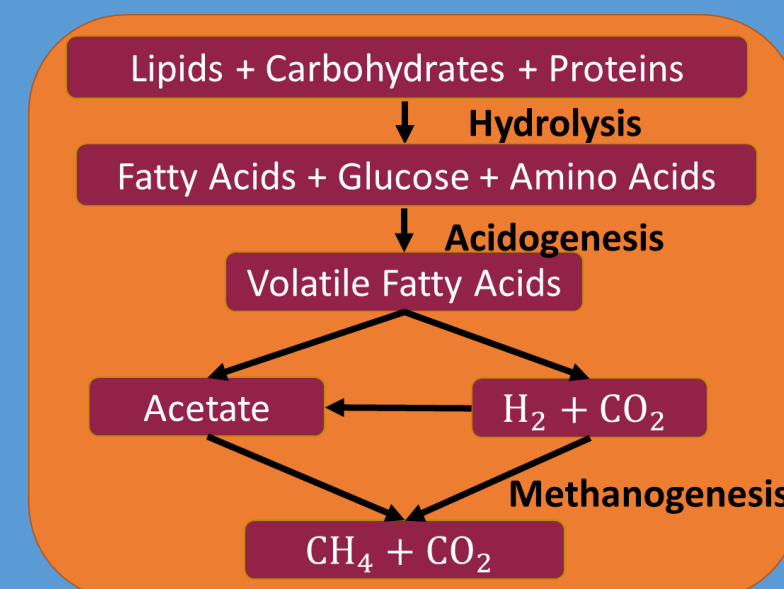 Lipids + Carbohydrates + Proteins
Hydrolysis
Fatty Acids + Glucose + Amino Acids
Acidogenesis
Volatile Fatty Acids
Acetate
H₂ + CO₂
Methanogenesis
CH₄ + CO₂